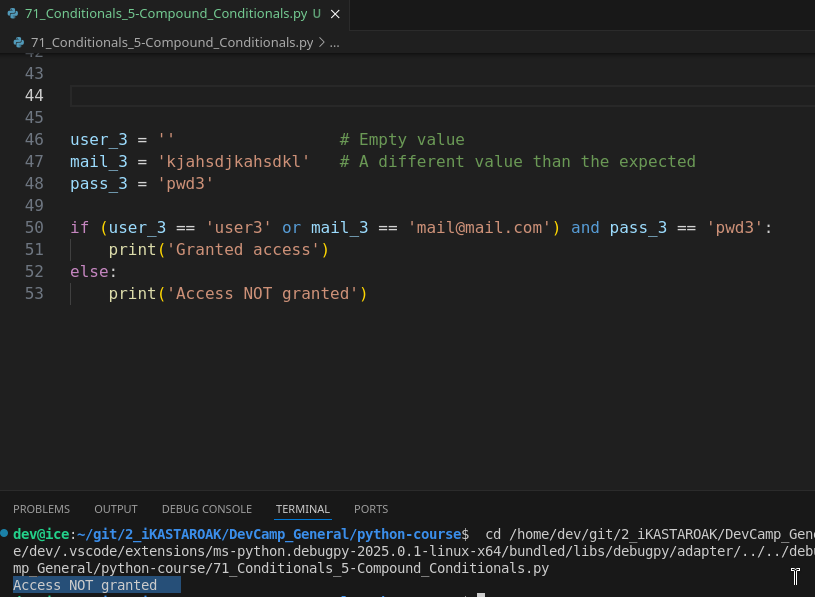 71_Conditionals_5-Compound_Conditionals.py U ×
71_Conditionals_5-Compound_Conditionals.py > ...
42
43
44
45
46 user_3 = '' # Empty value
47 mail_3 = 'kjahsdjkahsdkl' # A different value than the expected
48 pass_3 = 'pwd3'
49
50 if (user_3 == 'user3' or mail_3 == 'mail@mail.com') and pass_3 == 'pwd3':
51 print('Granted access')
52 else:
53 print('Access NOT granted')
PROBLEMS OUTPUT DEBUG CONSOLE TERMINAL PORTS
dev@ice:~/git/2_iKASTAROAK/DevCamp_General/python-course$ cd /home/dev/git/2_iKASTAROAK/DevCamp_Gene
e/dev/.vscode/extensions/ms-python.debugpy-2025.0.1-linux-x64/bundled/libs/debugpy/adapter/../../deb
mp_General/python-course/71_Conditionals_5-Compound_Conditionals.py
Access NOT granted